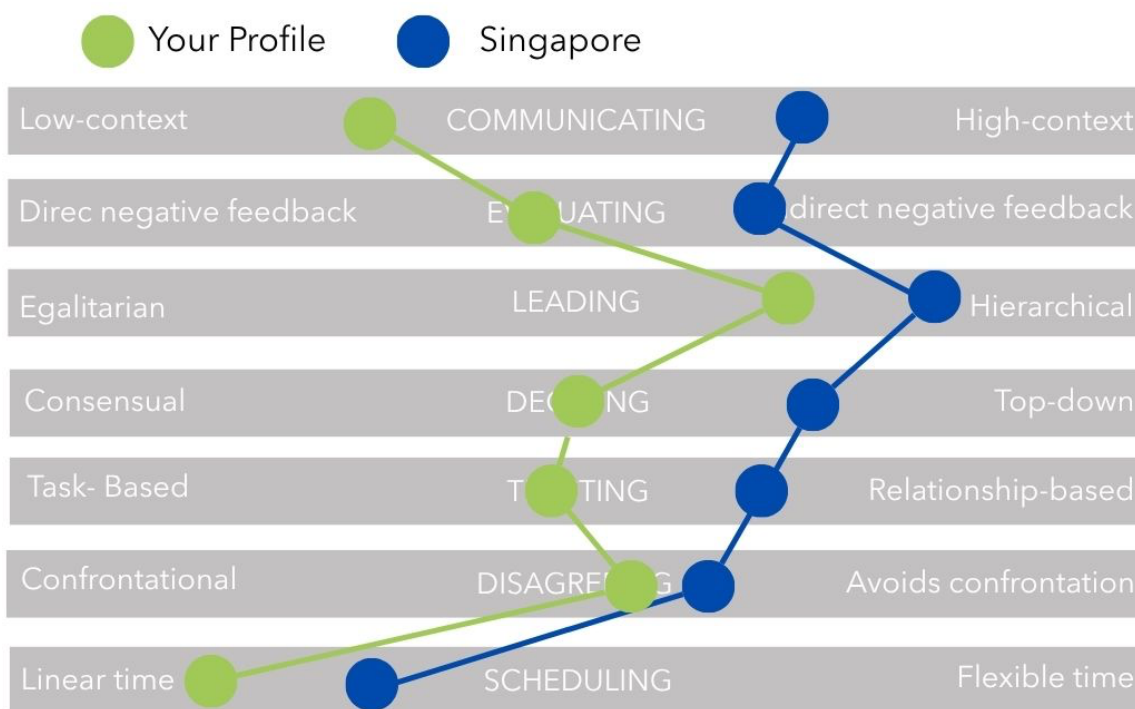 Your Profile
Singapore
Low-context COMMUNICATING High-context
Direc negative feedback direct negative feedback
Egalitarian LEADING Hierarchical
Consensual Top-down
Task- Based Relationship-based
Confrontational Avoids confrontation
Linear time SCHEDULING Flexible time